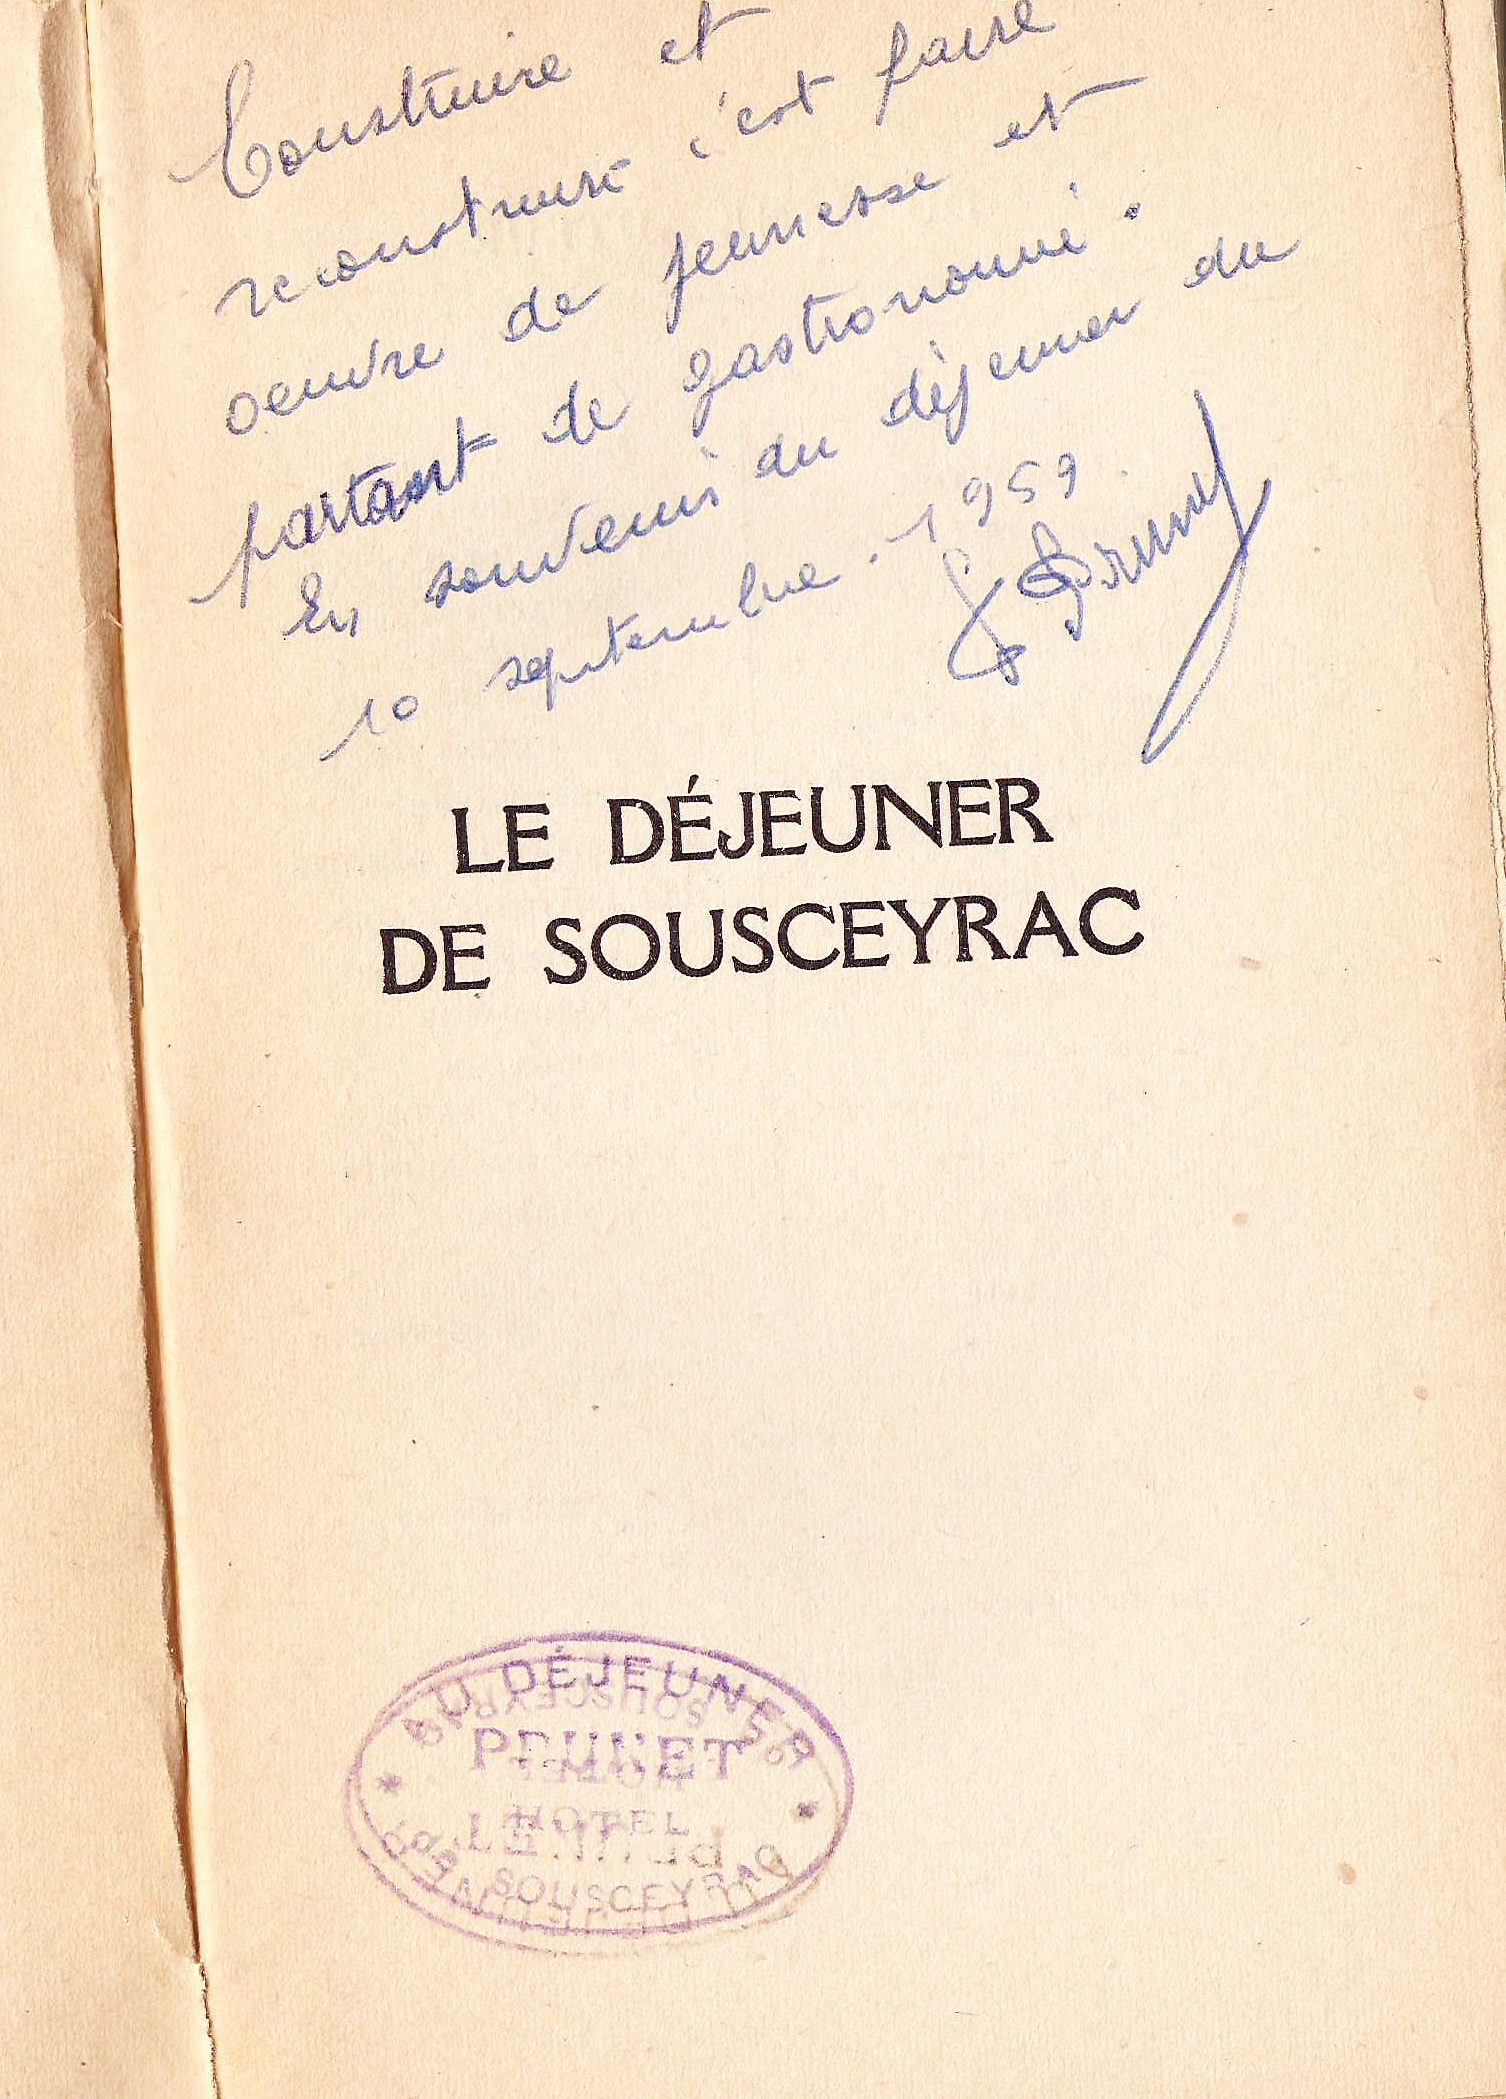 Construire et
reconstruire c'est faire
oeuvre de jeunesse et
partant de gastronomie.
En souvenir du déjeuner du
10 septembre. 1959.
LE DÉJEUNER
DE SOUSCEYRAC
AU DÉJEUNER
PRUNET
HOTEL
SOUSCEYRAC